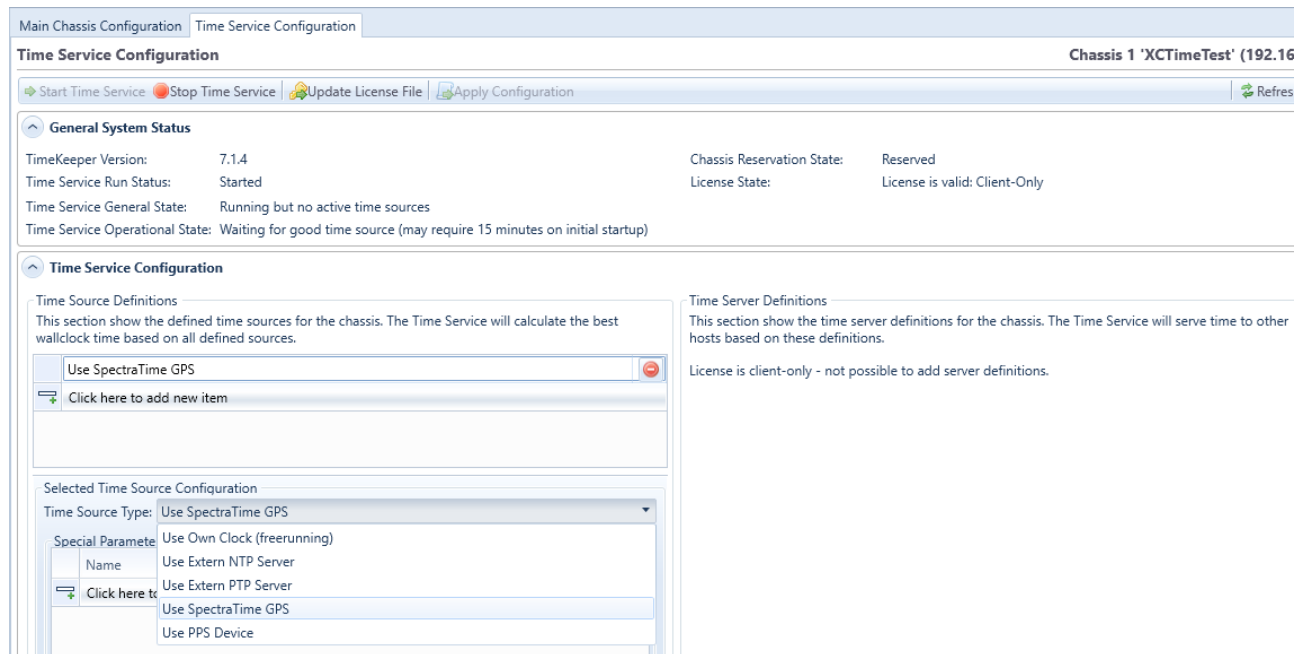 Main Chassis Configuration Time Service Configuration
Time Service Configuration Chassis 1 'XCTimeTest' (192.16
Start Time Service Stop Time Service Update License File Apply Configuration Refres
General System Status
TimeKeeper Version: 7.1.4 Chassis Reservation State: Reserved
Time Service Run Status: Started License State: License is valid: Client-Only
Time Service General State: Running but no active time sources
Time Service Operational State: Waiting for good time source (may require 15 minutes on initial startup)
Time Service Configuration
Time Source Definitions
This section show the defined time sources for the chassis. The Time Service will calculate the best
wallclock time based on all defined sources.
Use SpectraTime GPS
Click here to add new item
Time Server Definitions
This section show the time server definitions for the chassis. The Time Service will serve time to other
hosts based on these definitions.
License is client-only - not possible to add server definitions.
Selected Time Source Configuration
Time Source Type: Use SpectraTime GPS
Special Paramete
Name
Click here to
Use Own Clock (freerunning)
Use Extern NTP Server
Use Extern PTP Server
Use SpectraTime GPS
Use PPS Device